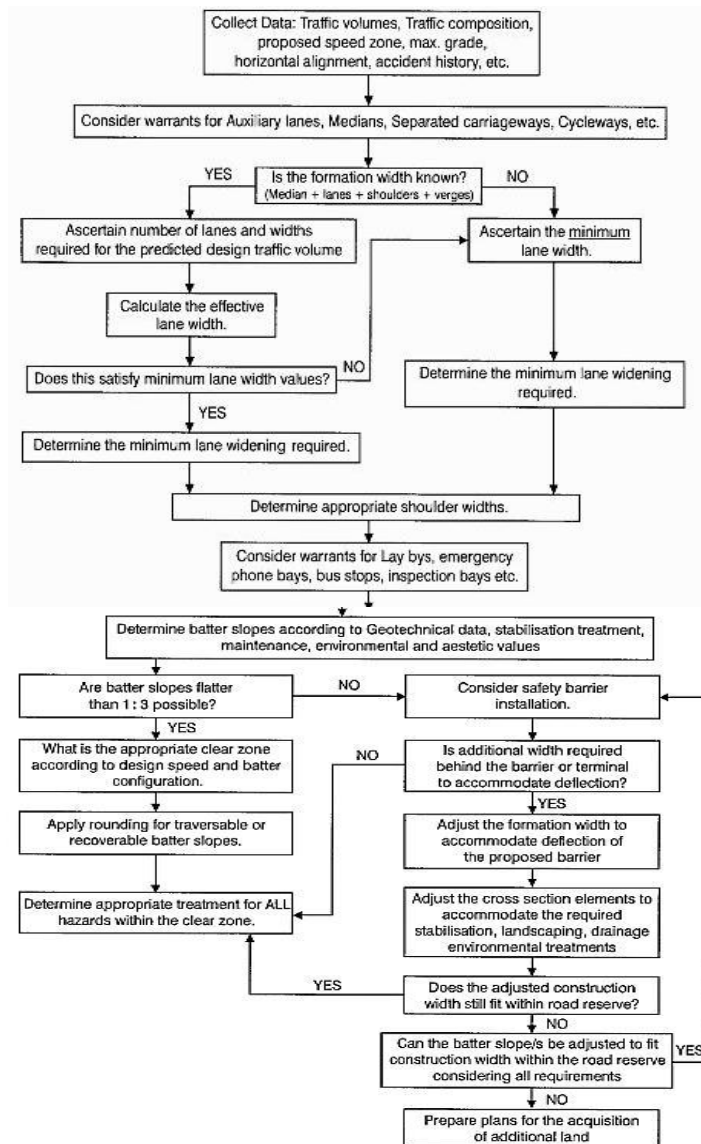 Collect Data: Traffic volumes, Traffic composition,
proposed speed zone, max. grade,
horizontal alignment, accident history, etc.
Consider warrants for Auxiliary lanes, Medians, Separated carriageways, Cycleways, etc.
YES
Is the formation width known?
(Median + lanes + shoulders + verges)
NO
Ascertain number of lanes and widths
required for the predicted design traffic volume
Ascertain the minimum
lane width.
Calculate the effective
lane width.
Does this satisfy minimum lane width values?
NO
Determine the minimum lane widening
required.
YES
Determine the minimum lane widening required.
Determine appropriate shoulder widths.
Consider warrants for Lay bys, emergency
phone bays, bus stops, inspection bays etc.
Determine batter slopes according to Geotechnical data, stabilisation treatment,
maintenance, environmental and aestetic values
Are batter slopes flatter
than 1 : 3 possible?
NO
Consider safety barrier
installation.
YES
What is the appropriate clear zone
according to design speed and batter
configuration.
NO
Is additional width required
behind the barrier or terminal
to accommodate deflection?
YES
Apply rounding for traversable or
recoverable batter slopes.
Adjust the formation width to
accommodate deflection of
the proposed barrier
Determine appropriate treatment for ALL
hazards within the clear zone.
Adjust the cross section elements to
accommodate the required
stabilisation, landscaping, drainage
environmental treatments
YES
Does the adjusted construction
width still fit within road reserve?
NO
Can the batter slope/s be adjusted to fit
construction width within the road reserve
considering all requirements
YES
NO
Prepare plans for the acquisition
of additional land